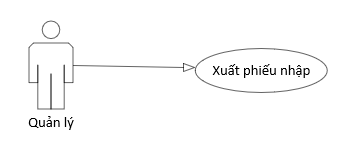 Xuất phiếu nhập
Quản lý